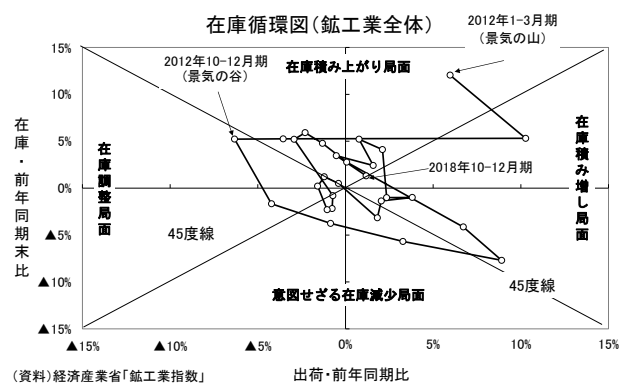 在庫循環図(鉱工業全体)
2012年1-3月期
(景気の山)
2012年10-12月期
(景気の谷)
在庫積み上がり局面
15%
10%
5%
0%
▲5%
▲10%
▲15%
在庫・前年同期末比
在庫調整局面
在庫積み増し局面
2018年10-12月期
45度線
45度線
意図せざる在庫減少局面
▲15%
▲10%
▲5%
0%
5%
10%
15%
(資料)経済産業省「鉱工業指数」
出荷・前年同期比